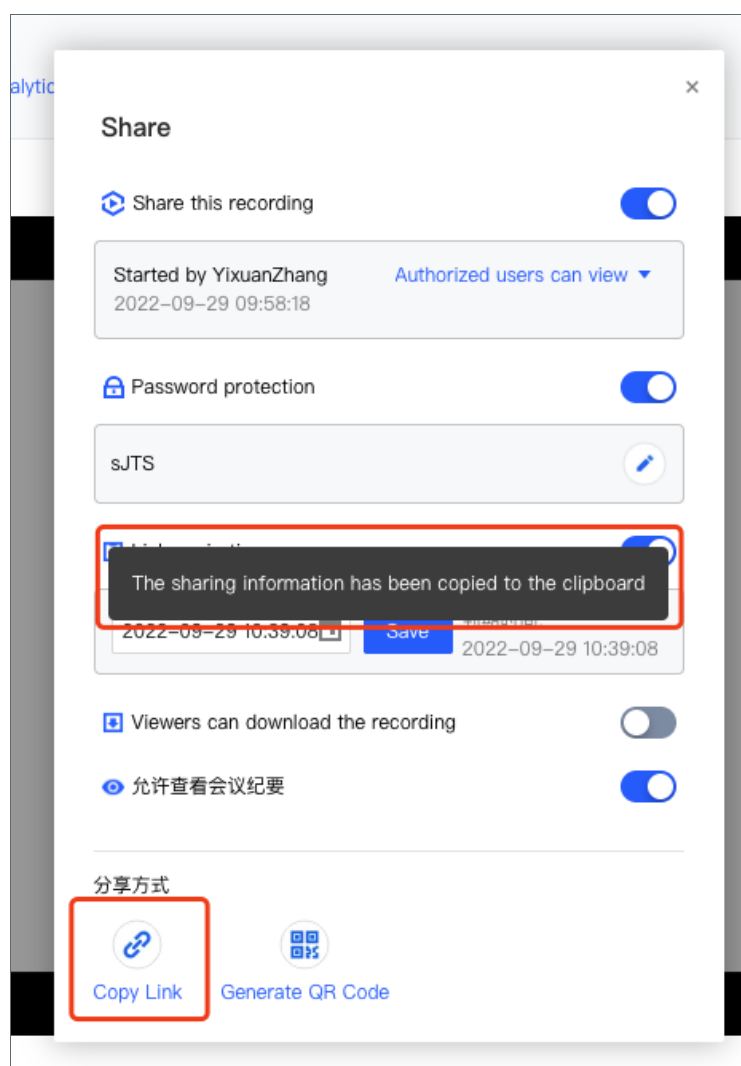 Share
Share this recording
Started by YixuanZhang
Authorized users can view
2022-09-29 09:58:18
Password protection
sJTS
The sharing information has been copied to the clipboard
2022-09-29 10:39:08
Save
2022-09-29 10:39:08
Viewers can download the recording
允许查看会议纪要
分享方式
Copy Link
Generate QR Code